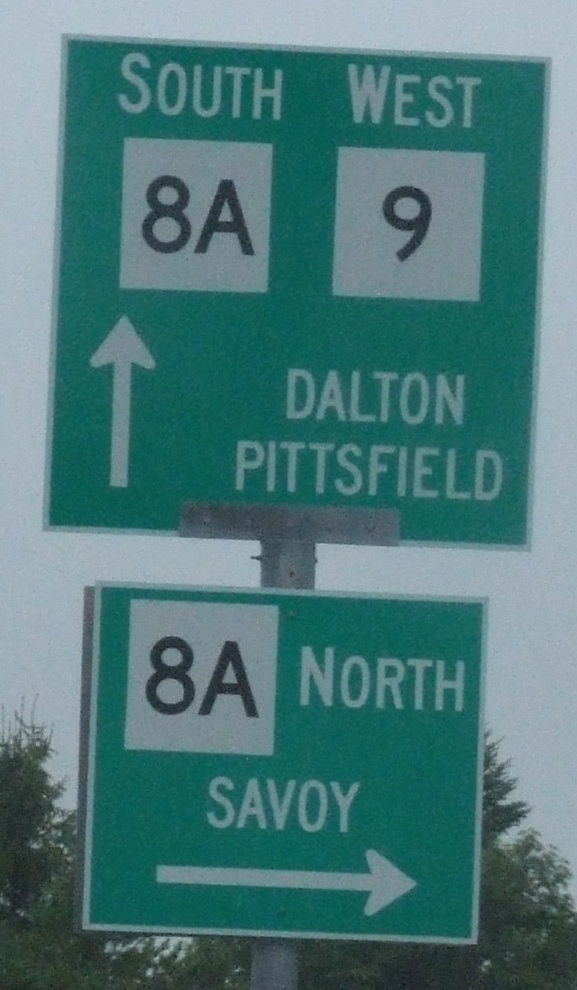 SOUTH WEST
8A 9
DALTON
PITTSFIELD
8A NORTH
SAVOY